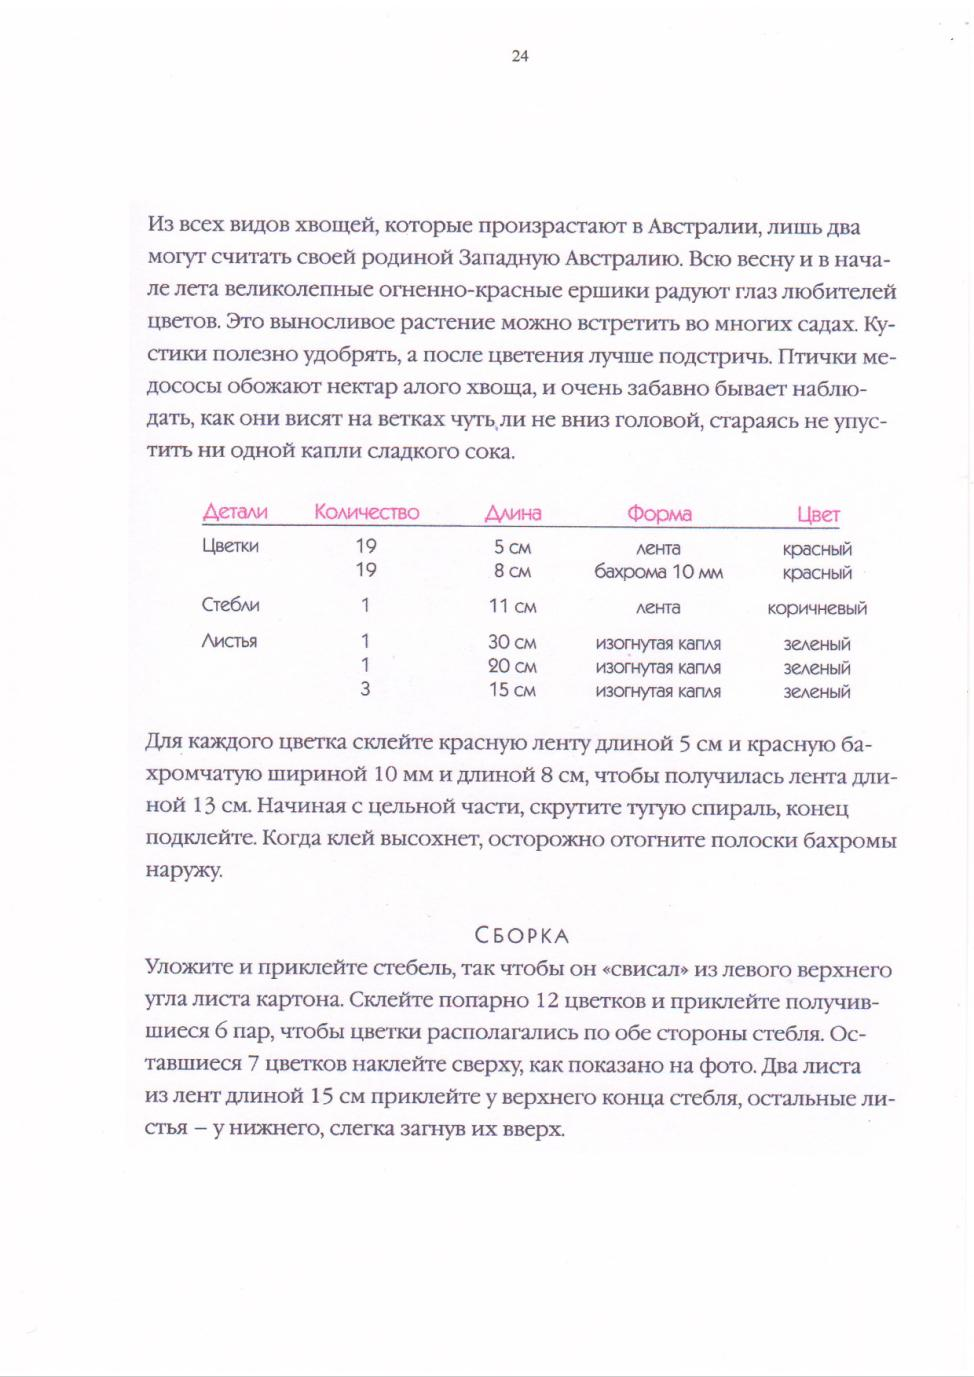 24
Из всех видов хвощей, которые произрастают в Австралии, лишь два
могут считать своей родиной Западную Австралию. Всю весну и в нача-
ле лета великолепные огненно-красные ершики радуют глаз любителей
цветов. Это выносливое растение можно встретить во многих садах. Ку-
стики полезно удобрять, а после цветения лучше подстричь. Птички ме-
дососы обожают нектар алого хвоща, и очень забавно бывает наблю-
дать, как они висят на ветках чуть ли не вниз головой, стараясь не упус-
тить ни одной капли сладкого сока.
Детали Количество Длина Форма Цвет
Цветки 19 5 см лента красный
19 8 см бахрома 10 мм красный
Стебли 1 11 см лента коричневый
Листья 1 30 см изогнутая капля зеленый
1 20 см изогнутая капля зеленый
3 15 см изогнутая капля зеленый
Для каждого цветка склейте красную ленту длиной 5 см и красную ба-
хромчатую шириной 10 мм и длиной 8 см, чтобы получилась лента дли-
ной 13 см. Начиная с цельной части, скрутите тугую спираль, конец
подклейте. Когда клей высохнет, осторожно отогните полоски бахромы
наружу.
СБОРКА
Уложите и приклейте стебель, так чтобы он «свисал» из левого верхнего
угла листа картона. Склейте попарно 12 цветков и приклейте получив-
шиеся 6 пар, чтобы цветки располагались по обе стороны стебля. Ос-
тавшиеся 7 цветков наклейте сверху, как показано на фото. Два листа
из лент длиной 15 см приклейте у верхнего конца стебля, остальные ли-
стья – у нижнего, слегка загнув их вверх.